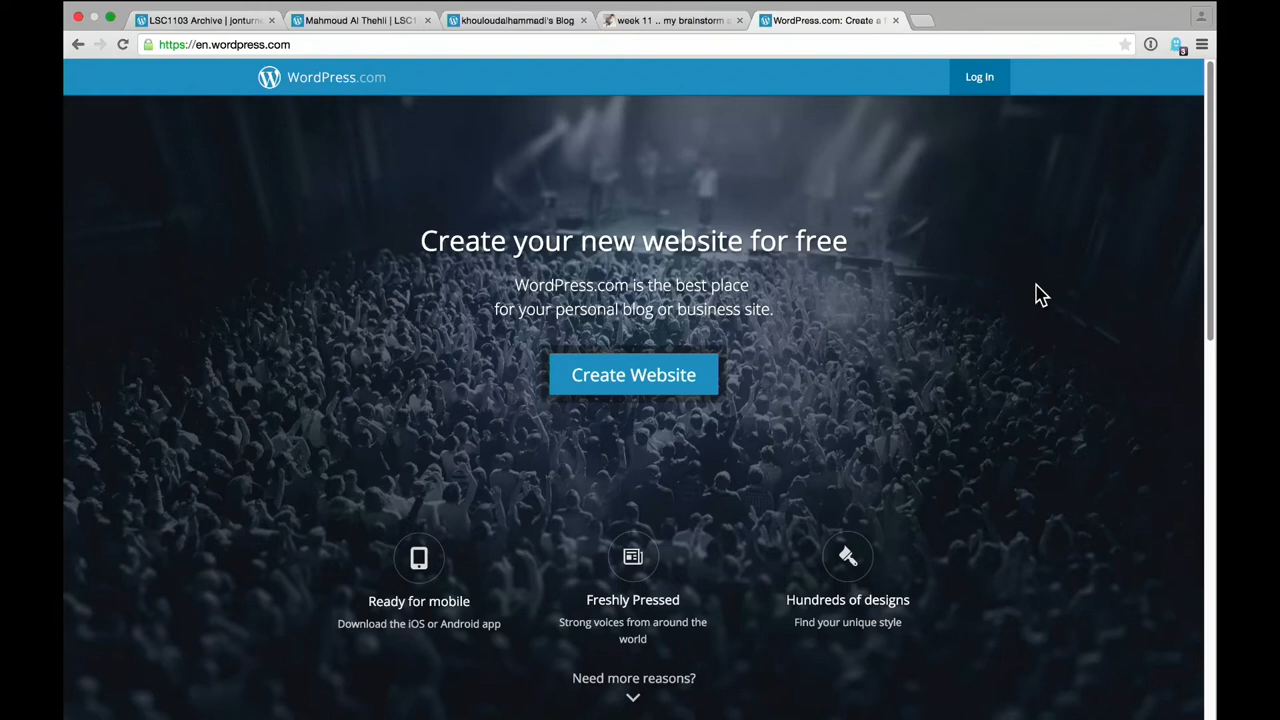 LSC1103 Archive | jonturne
Mahmoud Al Thehli | LSC1
khouloudalhammadi's Blog
week 11 .. my brainstorm
WordPress.com: Create a f
https://en.wordpress.com
3
WordPress.com
Log In
Create your new website for free
WordPress.com is the best place
for your personal blog or business site.
Create Website
Ready for mobile
Download the iOS or Android app
Freshly Pressed
Strong voices from around the
world
Hundreds of designs
Find your unique style
Need more reasons?